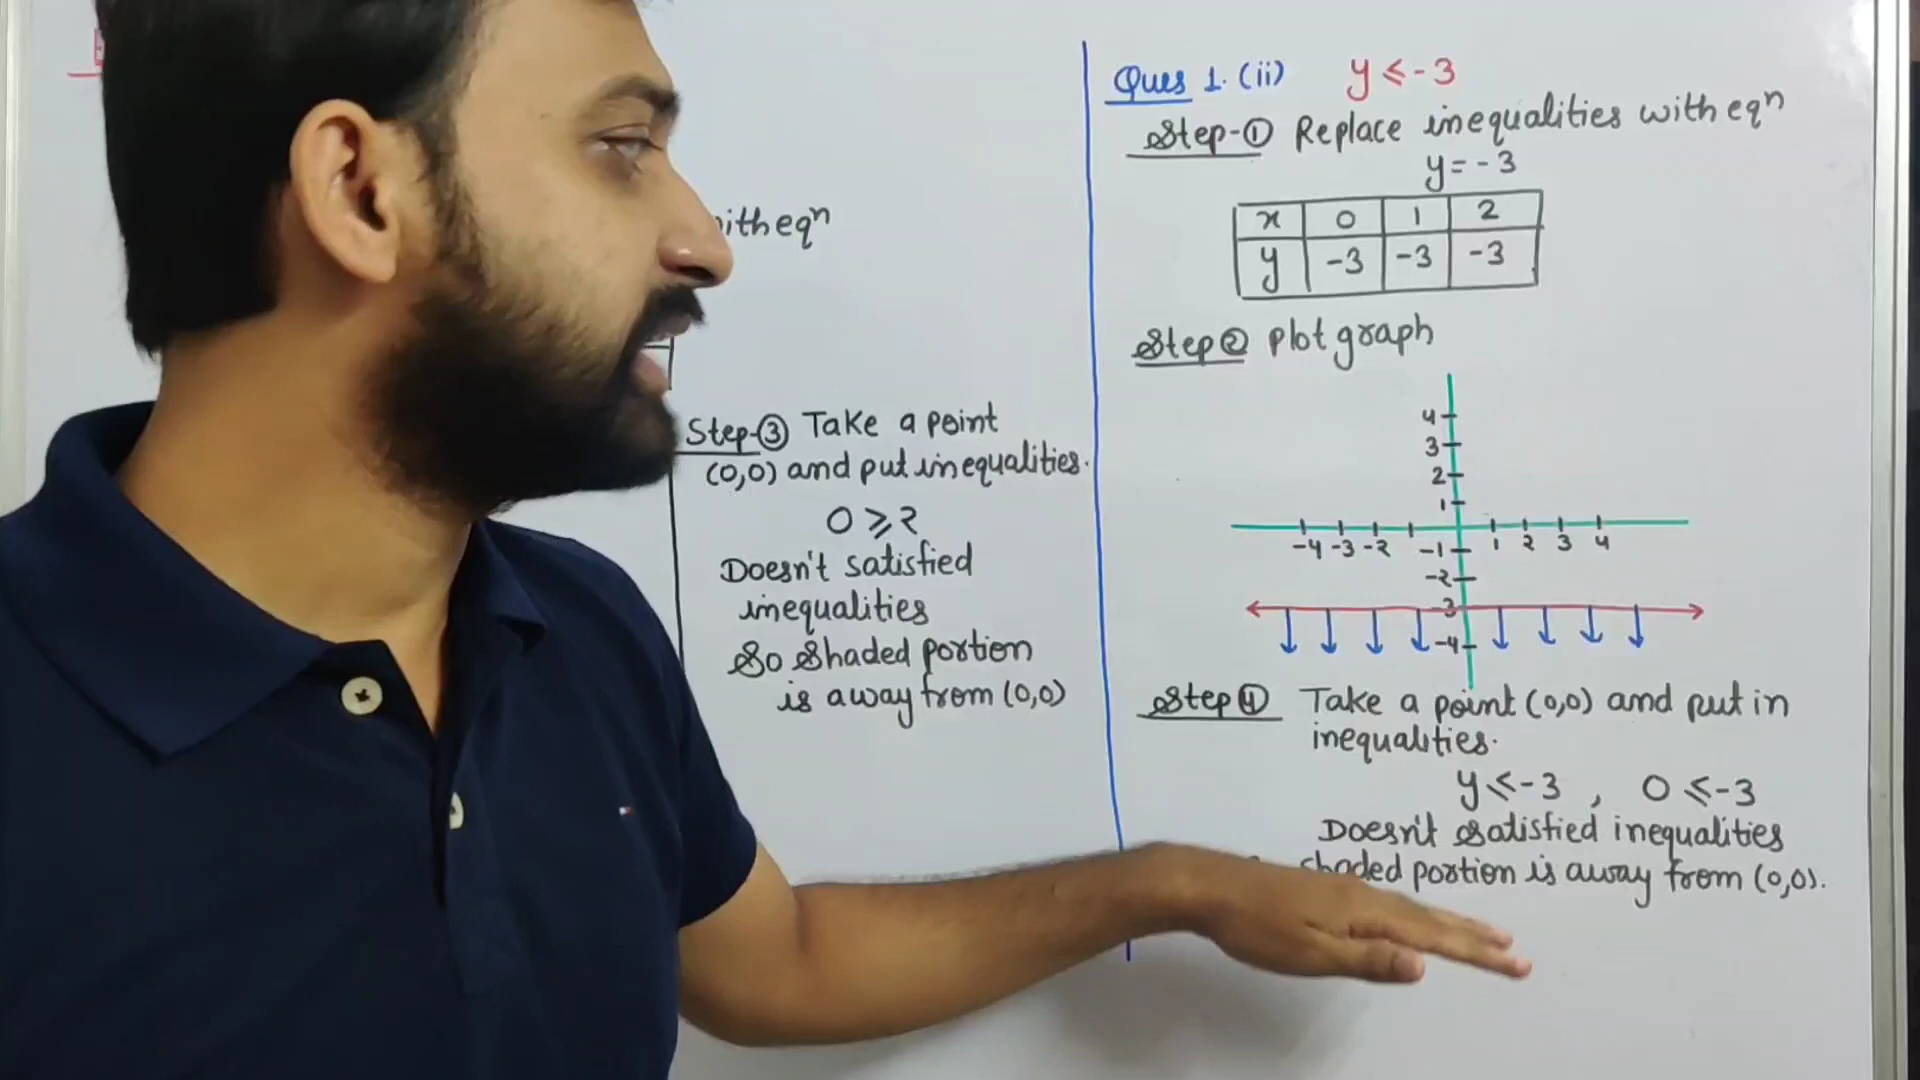 with eqn
Step-③ Take a point
(0,0) and put inequalities.
0 ⩾ 2
Doesn't satisfied
inequalities
So Shaded portion
is away from (0,0)
Ques 1. (ii) y ⩽ -3
Step-① Replace inequalities with eqn
y = -3
x 0 1 2
y -3 -3 -3
Step② Plot graph
4
3
2
1
-4 -3 -2 1 2 3 4
-1
-2
-3
-4
Step④ Take a point (0,0) and put in
inequalities.
y ⩽ -3 , 0 ⩽ -3
Doesn't satisfied inequalities
shaded portion is away from (0,0).